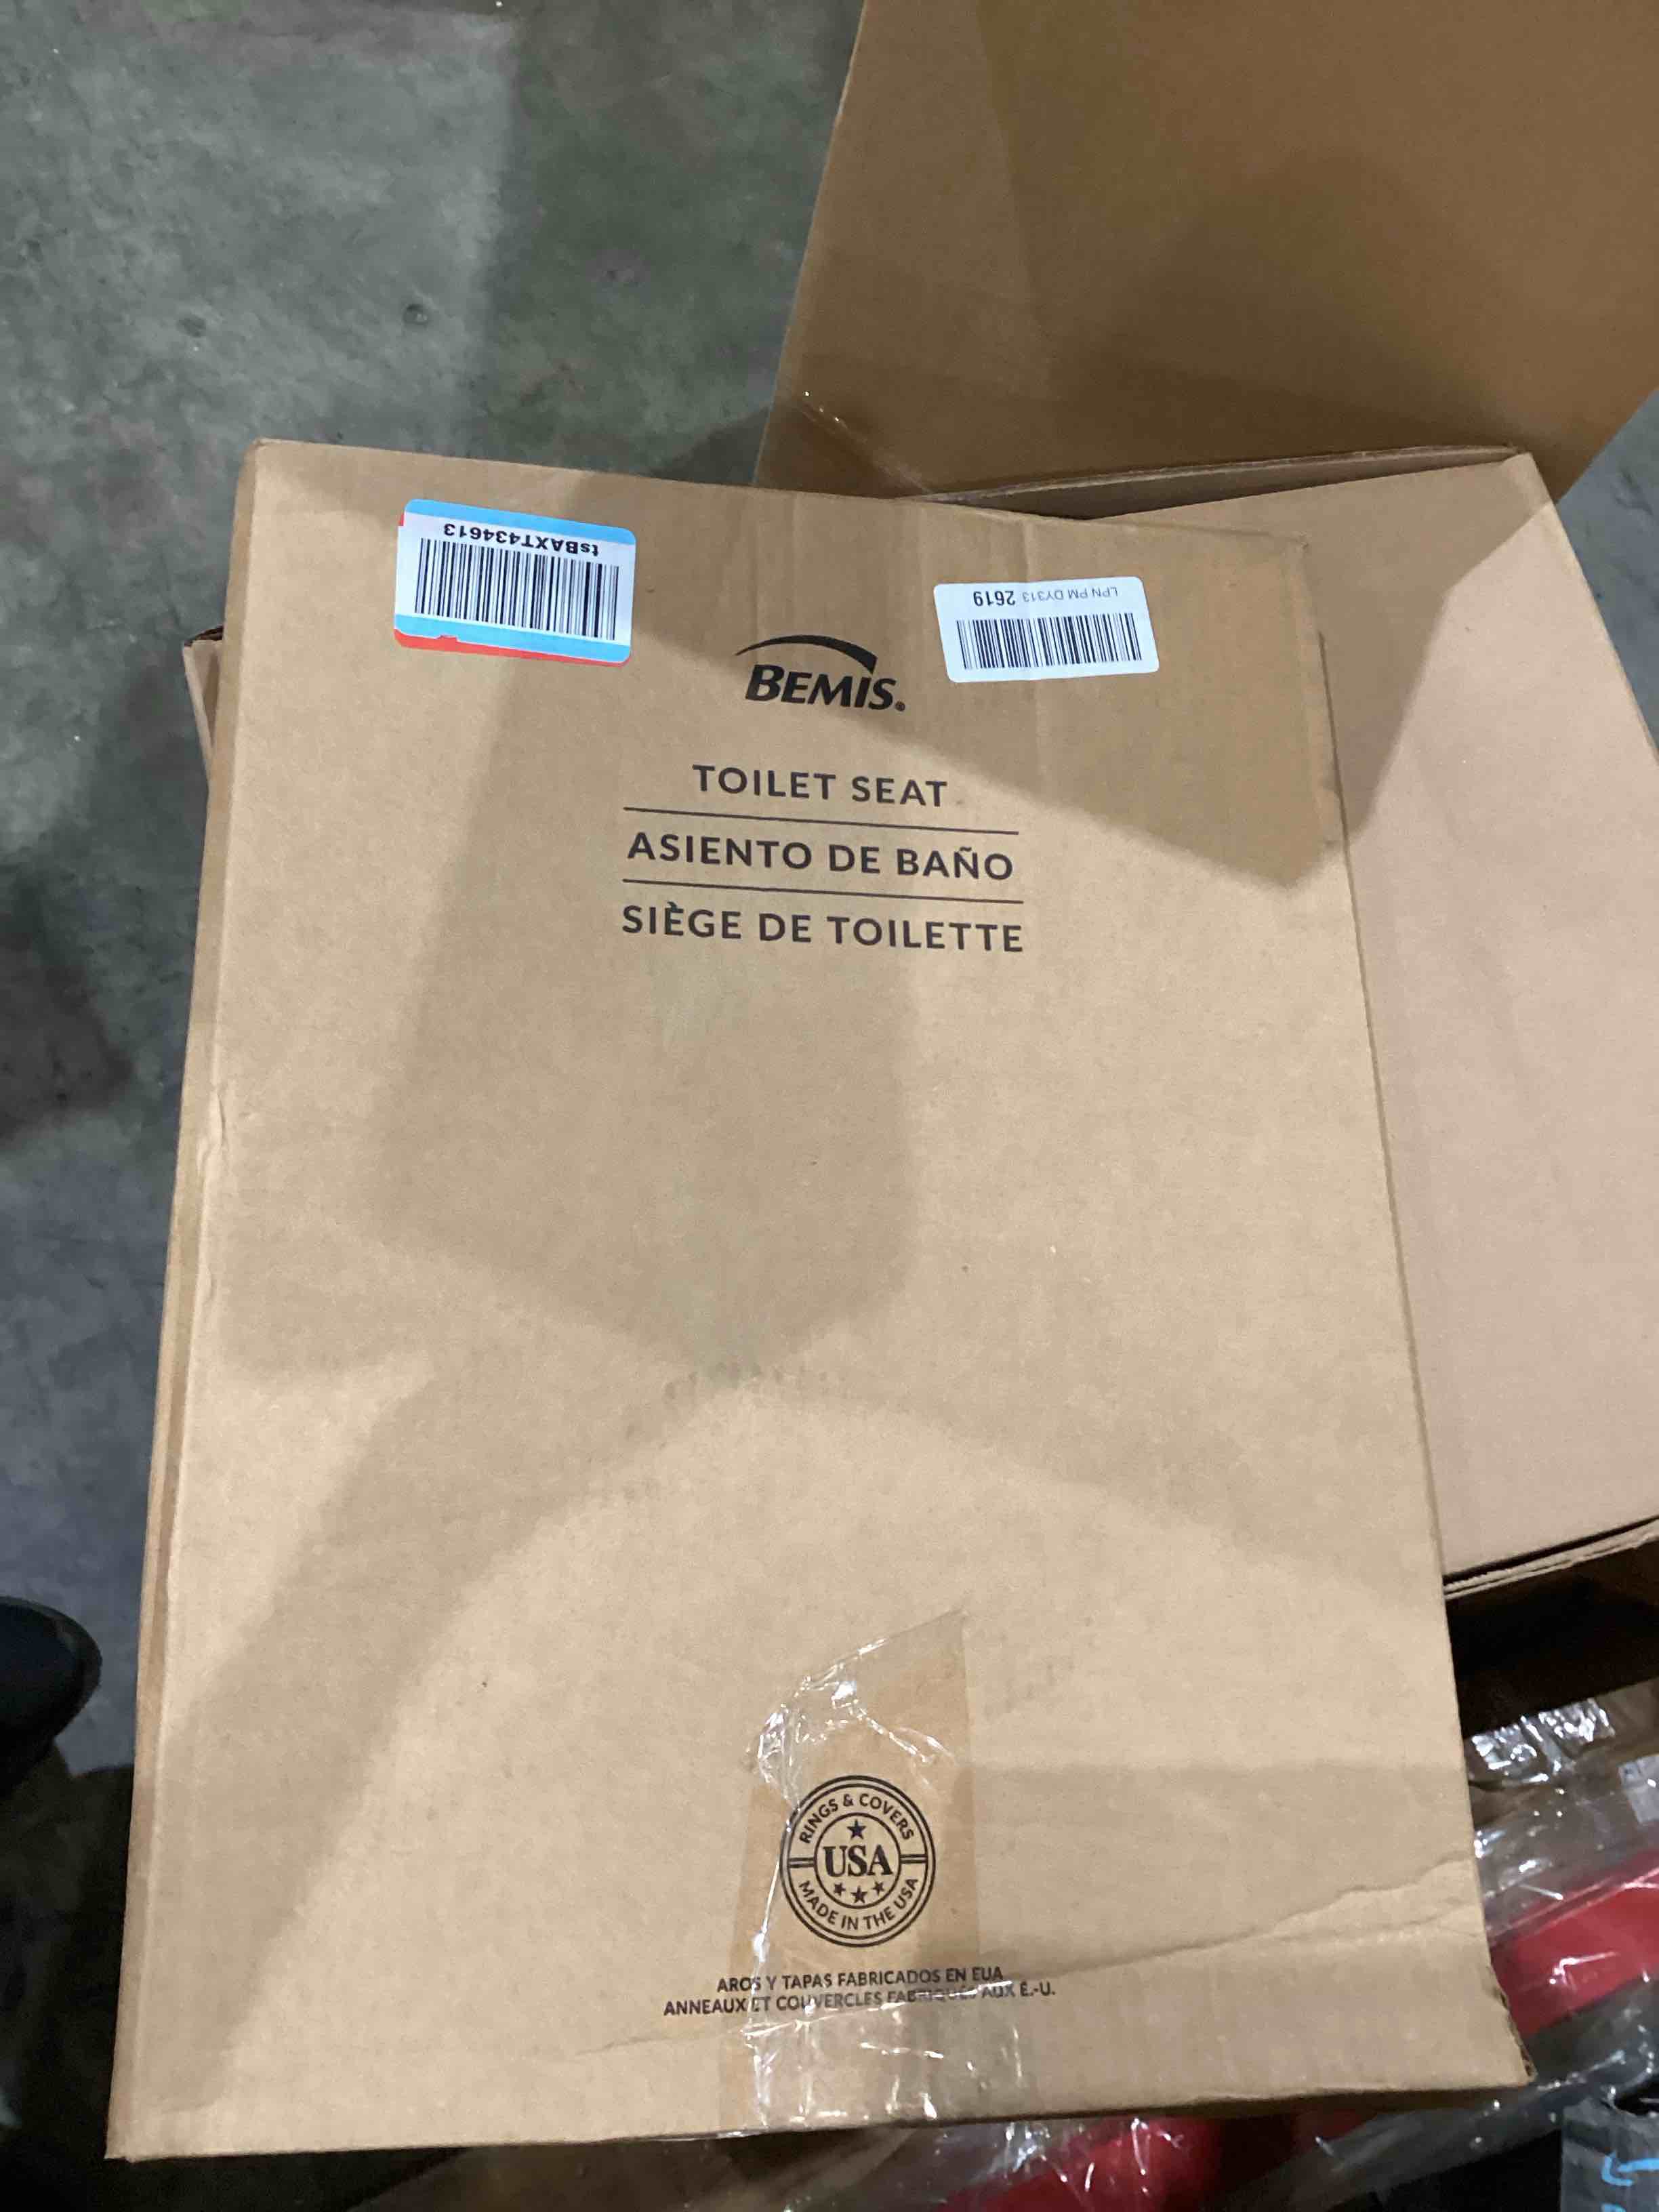 tsBAXT434613
LPN PM DY313 2619
BEMIS®
TOILET SEAT
ASIENTO DE BAÑO
SIÈGE DE TOILETTE
RINGS & COVERS
USA
MADE IN THE USA
AROS Y TAPAS FABRICADOS EN EUA
ANNEAUX ET COUVERCLES FABRIQUÉS AUX É.-U.